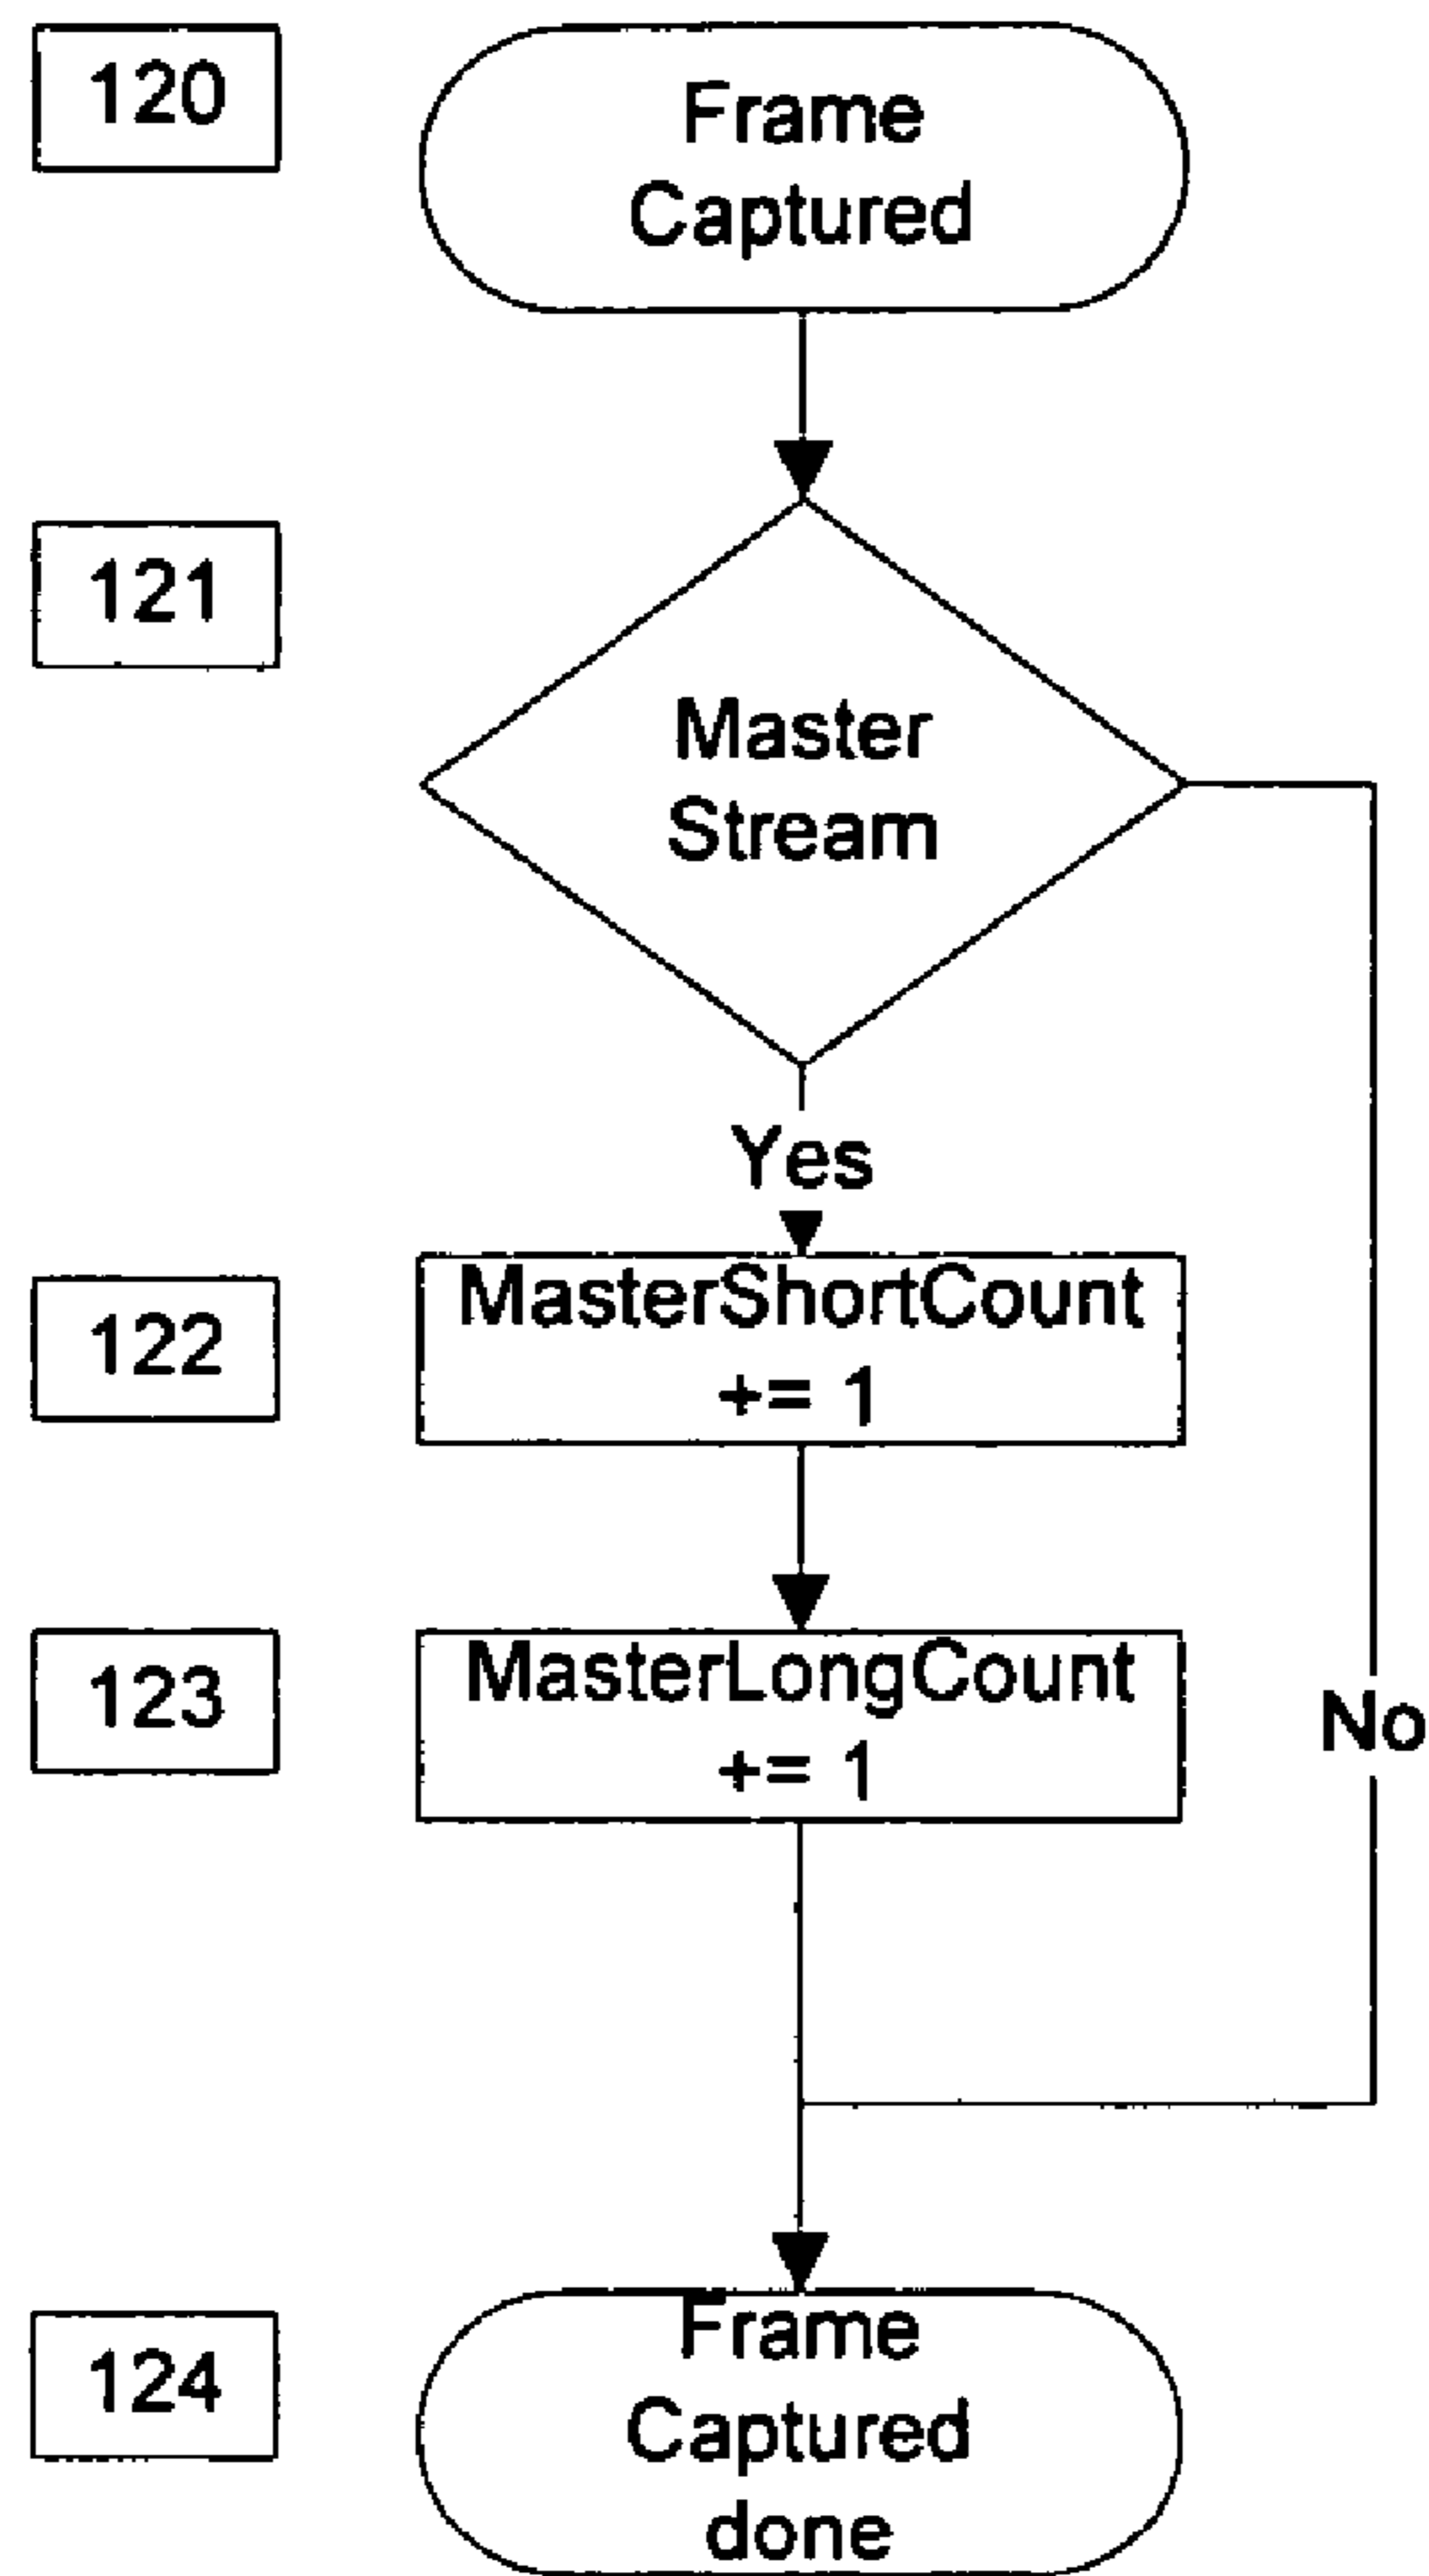 120
Frame
Captured
121
Master
Stream
Yes
122
MasterShortCount
+= 1
123
MasterLongCount
+= 1
No
124
Frame
Captured
done